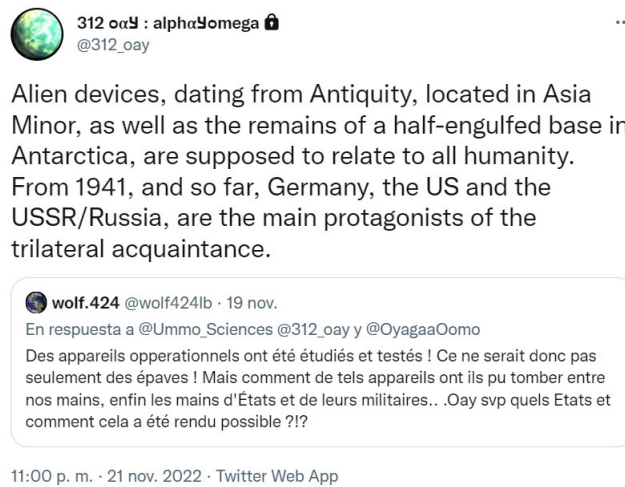 312 oαy : alphαyomega
@312_oay
Alien devices, dating from Antiquity, located in Asia
Minor, as well as the remains of a half-engulfed base in
Antarctica, are supposed to relate to all humanity.
From 1941, and so far, Germany, the US and the
USSR/Russia, are the main protagonists of the
trilateral acquaintance.
wolf.424 @wolf424lb · 19 nov.
En respuesta a @Ummo_Sciences @312_oay y @OyagaaOomo
Des appareils opperationnels ont été étudiés et testés ! Ce ne serait donc pas
seulement des épaves ! Mais comment de tels appareils ont ils pu tomber entre
nos mains, enfin les mains d'États et de leurs militaires.. .Oay svp quels Etats et
comment cela a été rendu possible ?!?
11:00 p. m. · 21 nov. 2022 · Twitter Web App